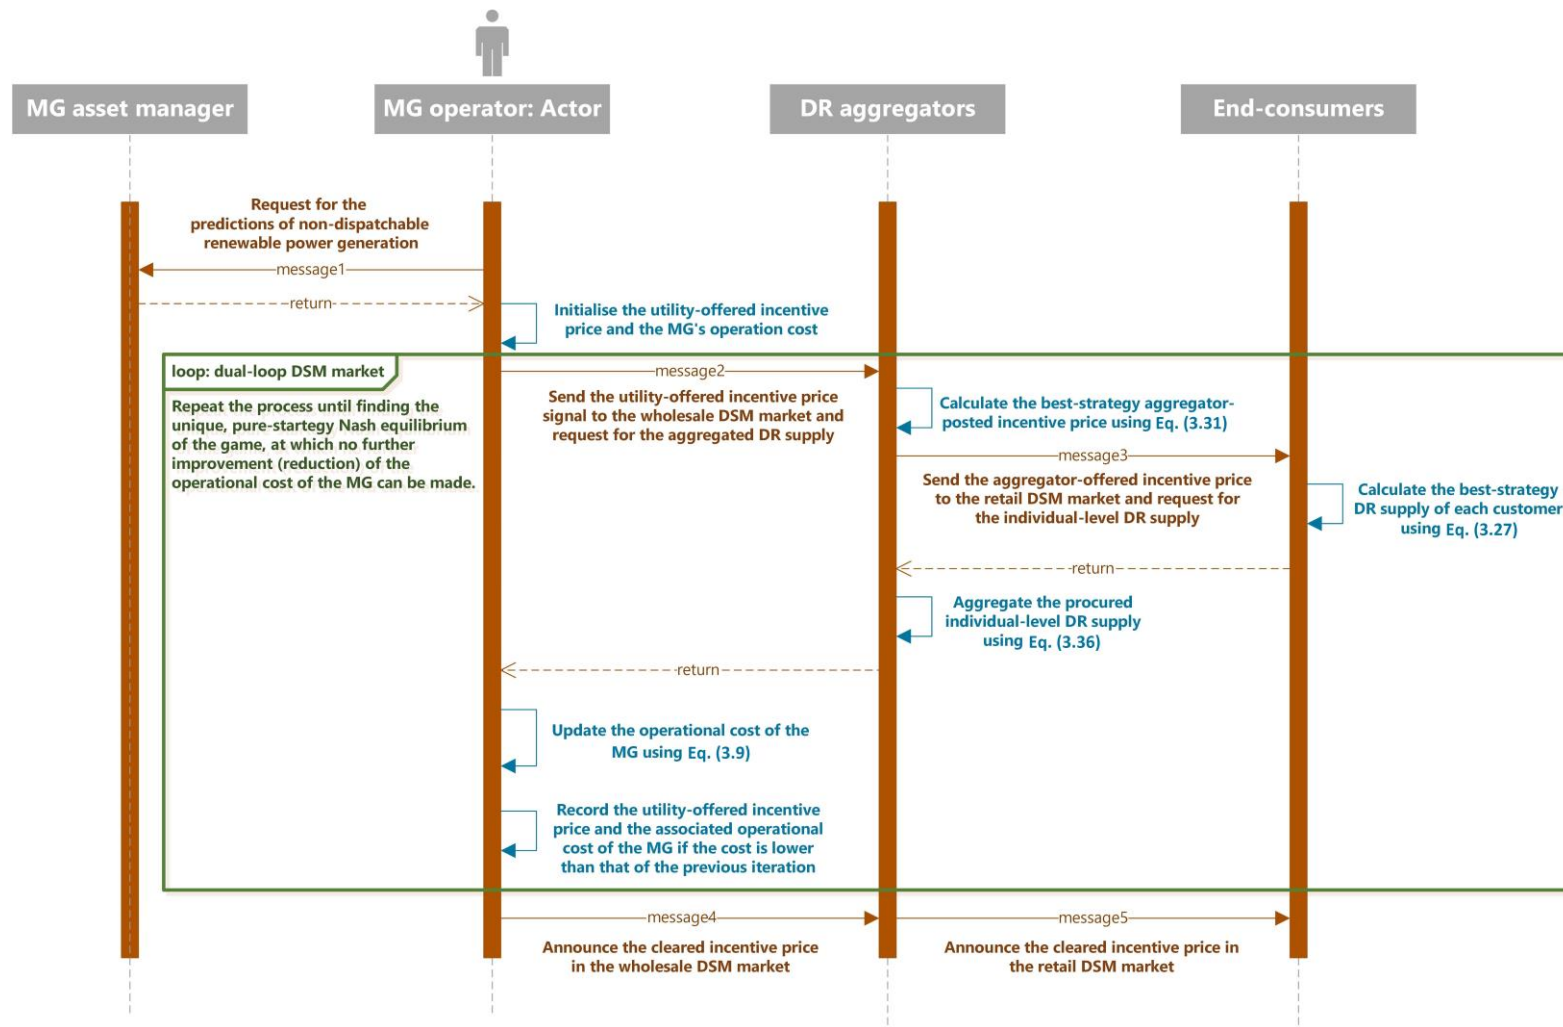 MG asset manager
MG operator: Actor
DR aggregators
End-consumers
Request for the
predictions of non-dispatchable
renewable power generation
message1
return
Initialise the utility-offered incentive
price and the MG's operation cost
loop: dual-loop DSM market
Repeat the process until finding the
unique, pure-startegy Nash equilibrium
of the game, at which no further
improvement (reduction) of the
operational cost of the MG can be made.
message2
Send the utility-offered incentive price
signal to the wholesale DSM market and
request for the aggregated DR supply
Calculate the best-strategy aggregator-
posted incentive price using Eq. (3.31)
message3
Send the aggregator-offered incentive price
to the retail DSM market and request for
the individual-level DR supply
Calculate the best-strategy
DR supply of each customer
using Eq. (3.27)
return
Aggregate the procured
individual-level DR supply
using Eq. (3.36)
return
Update the operational cost of the
MG using Eq. (3.9)
Record the utility-offered incentive
price and the associated operational
cost of the MG if the cost is lower
than that of the previous iteration
message4
Announce the cleared incentive price
in the wholesale DSM market
message5
Announce the cleared incentive price in
the retail DSM market